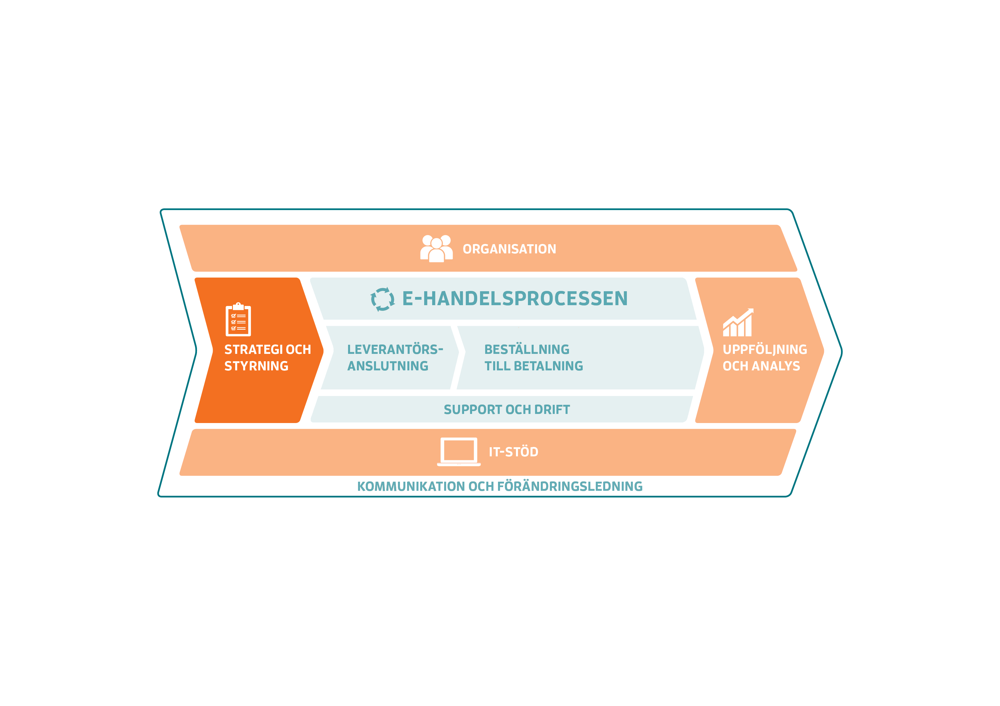 ORGANISATION
E-HANDELSPROCESSEN
STRATEGI OCH
STYRNING
LEVERANTÖRS-
ANSLUTNING
BESTÄLLNING
TILL BETALNING
UPPFÖLJNING
OCH ANALYS
SUPPORT OCH DRIFT
IT-STÖD
KOMMUNIKATION OCH FÖRÄNDRINGSLEDNING